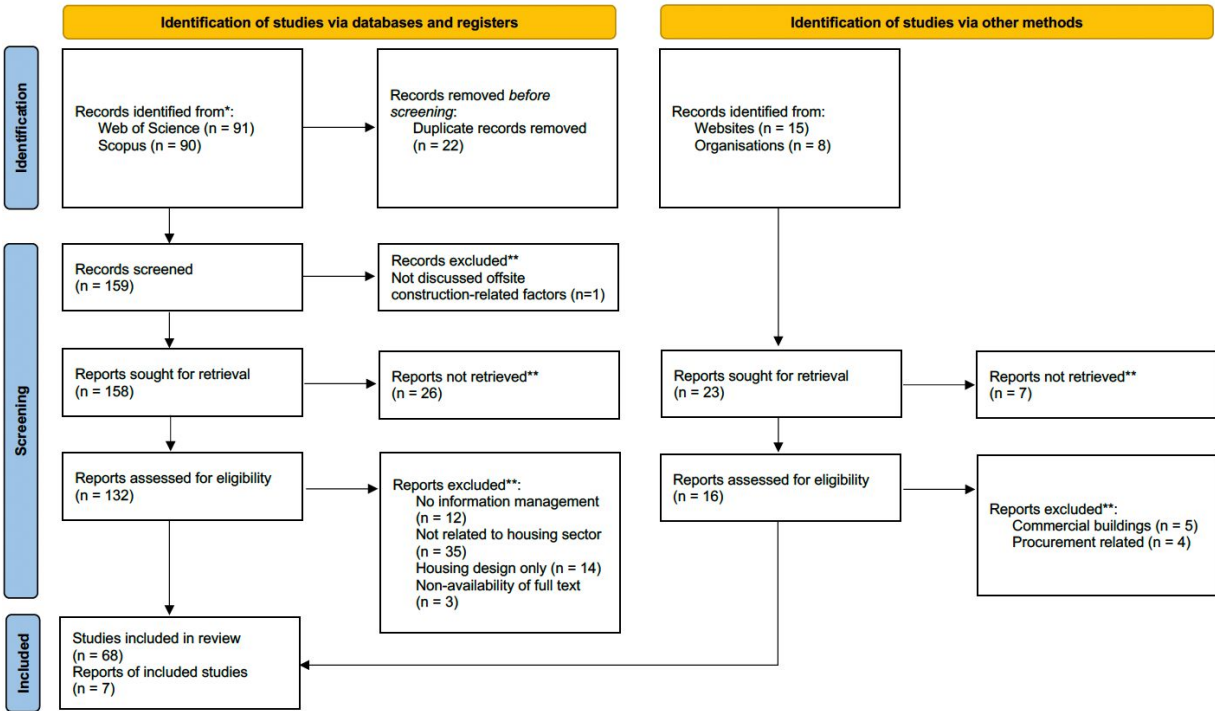 Identification of studies via databases and registers
Identification of studies via other methods
Identification
Records identified from*:
Web of Science (n = 91)
Scopus (n = 90)
Records removed before
screening:
Duplicate records removed
(n = 22)
Records identified from:
Websites = 15)
Organisations = 8)
Screening
Records screened
(n = 159)
Records excluded**
Not discussed offsite
construction-related factors (n=1)
Reports sought for retrieval
(n = 158)
Reports not retrieved**
(n = 26)
Reports sought for retrieval
(n = 23)
Reports not retrieved**
(n = 7)
Reports assessed for eligibility
(n = 132)
Reports excluded**:
No information management
(n = 12)
Not related to housing sector
(n = 35)
Housing design only (n = 14)
Non-availability of full text
(n = 3)
Reports assessed for eligibility
(n = 16)
Reports excluded**:
Commercial buildings (n = 5)
Procurement related (n = 4)
Included
Studies included in review
(n = 68)
Reports of included studies
(n = 7)